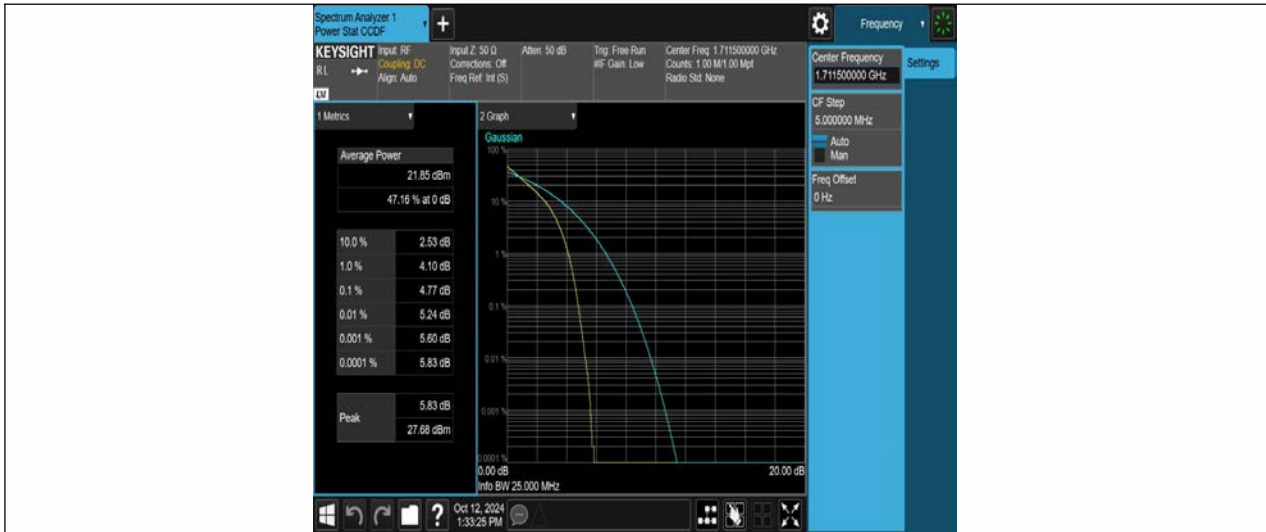 Spectrum Analyzer 1
Power Stat CCDF
+
Frequency
KEYSIGHT
Input: RF
Coupling: DC
Align: Auto
RL
LNI
Input Z: 50 Ω
Corrections: Off
Freq Ref: Int (S)
Atten: 50 dB
Trig: Free Run
#IF Gain: Low
Center Freq: 1.711500000 GHz
Counts: 1.00 M/1.00 Mpt
Radio Std: None
Center Frequency
1.711500000 GHz
Settings
CF Step
5.000000 MHz
Auto
Man
Freq Offset
0 Hz
1 Metrics
Average Power
21.85 dBm
47.16 % at 0 dB
10.0 % 2.53 dB
1.0 % 4.10 dB
0.1 % 4.77 dB
0.01 % 5.24 dB
0.001 % 5.60 dB
0.0001 % 5.83 dB
Peak
5.83 dB
27.68 dBm
2 Graph
Gaussian
100 %
10 %
1 %
0.1 %
0.01 %
0.001 %
0.0001 %
0.00 dB 20.00 dB
Info BW 25.000 MHz
?
Oct 12, 2024
1:33:25 PM